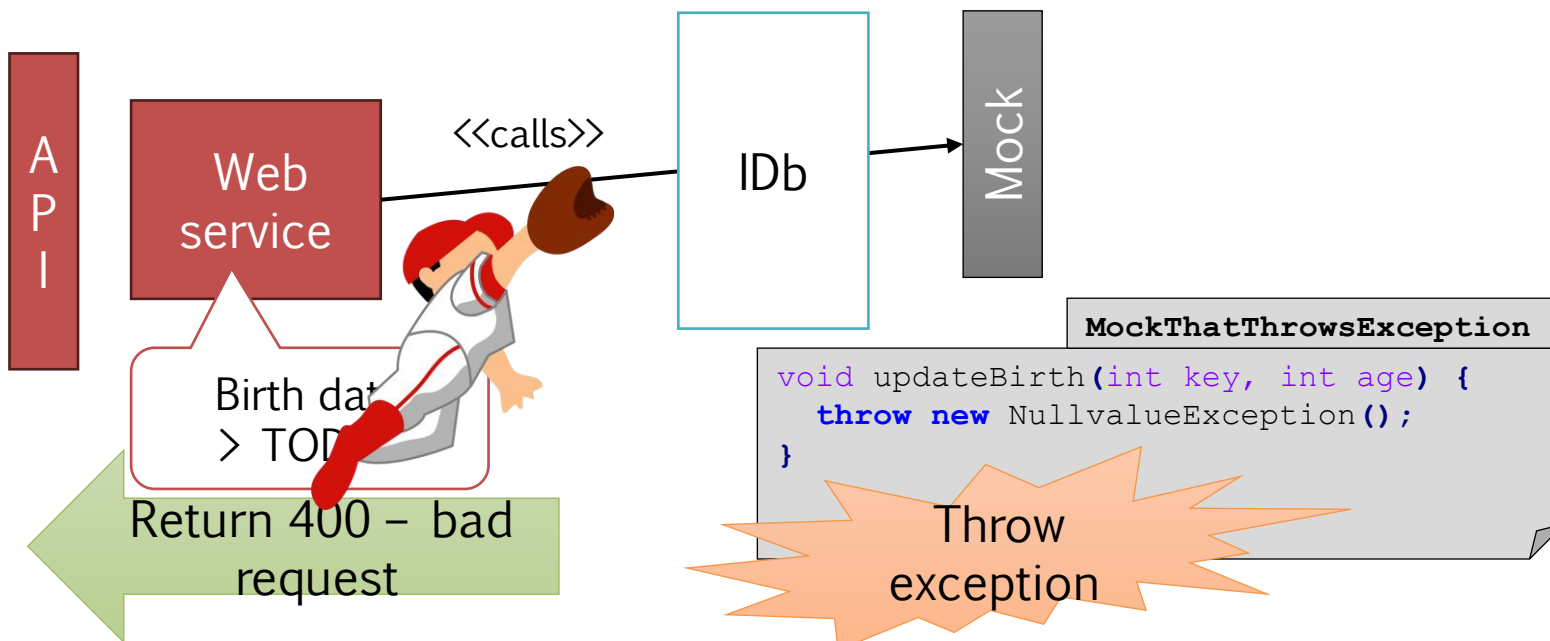 A
P
I
Web
service
<<calls>>
IDb
Mock
Birth dat
> TOD
Return 400 – bad
request
MockThatThrowsException
void updateBirth(int key, int age) {
throw new NullvalueException();
}
Throw
exception